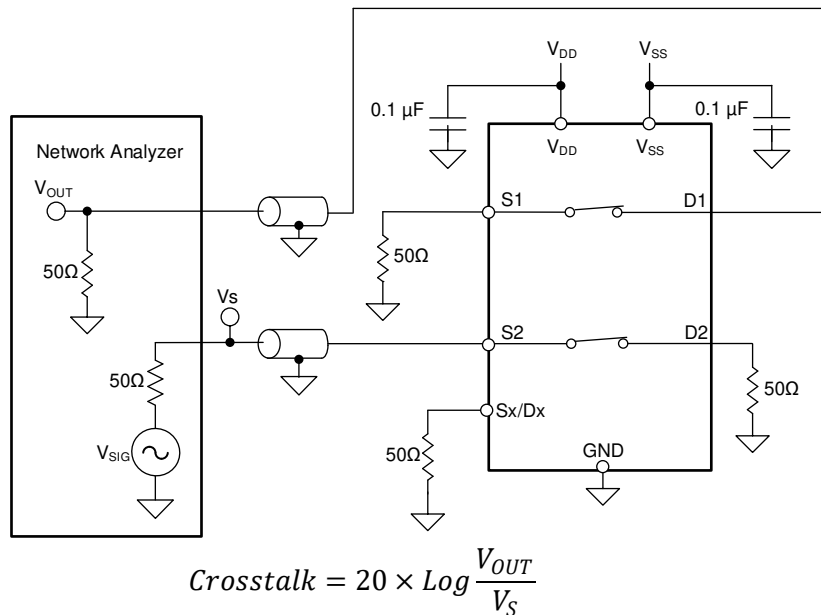 V_DD
V_SS
0.1 µF
0.1 µF
V_DD
V_SS
Network Analyzer
V_OUT
S1
D1
50Ω
50Ω
V_S
S2
D2
50Ω
50Ω
Sx/Dx
V_SIG
50Ω
GND
Crosstalk = 20 × Log V_OUT / V_S